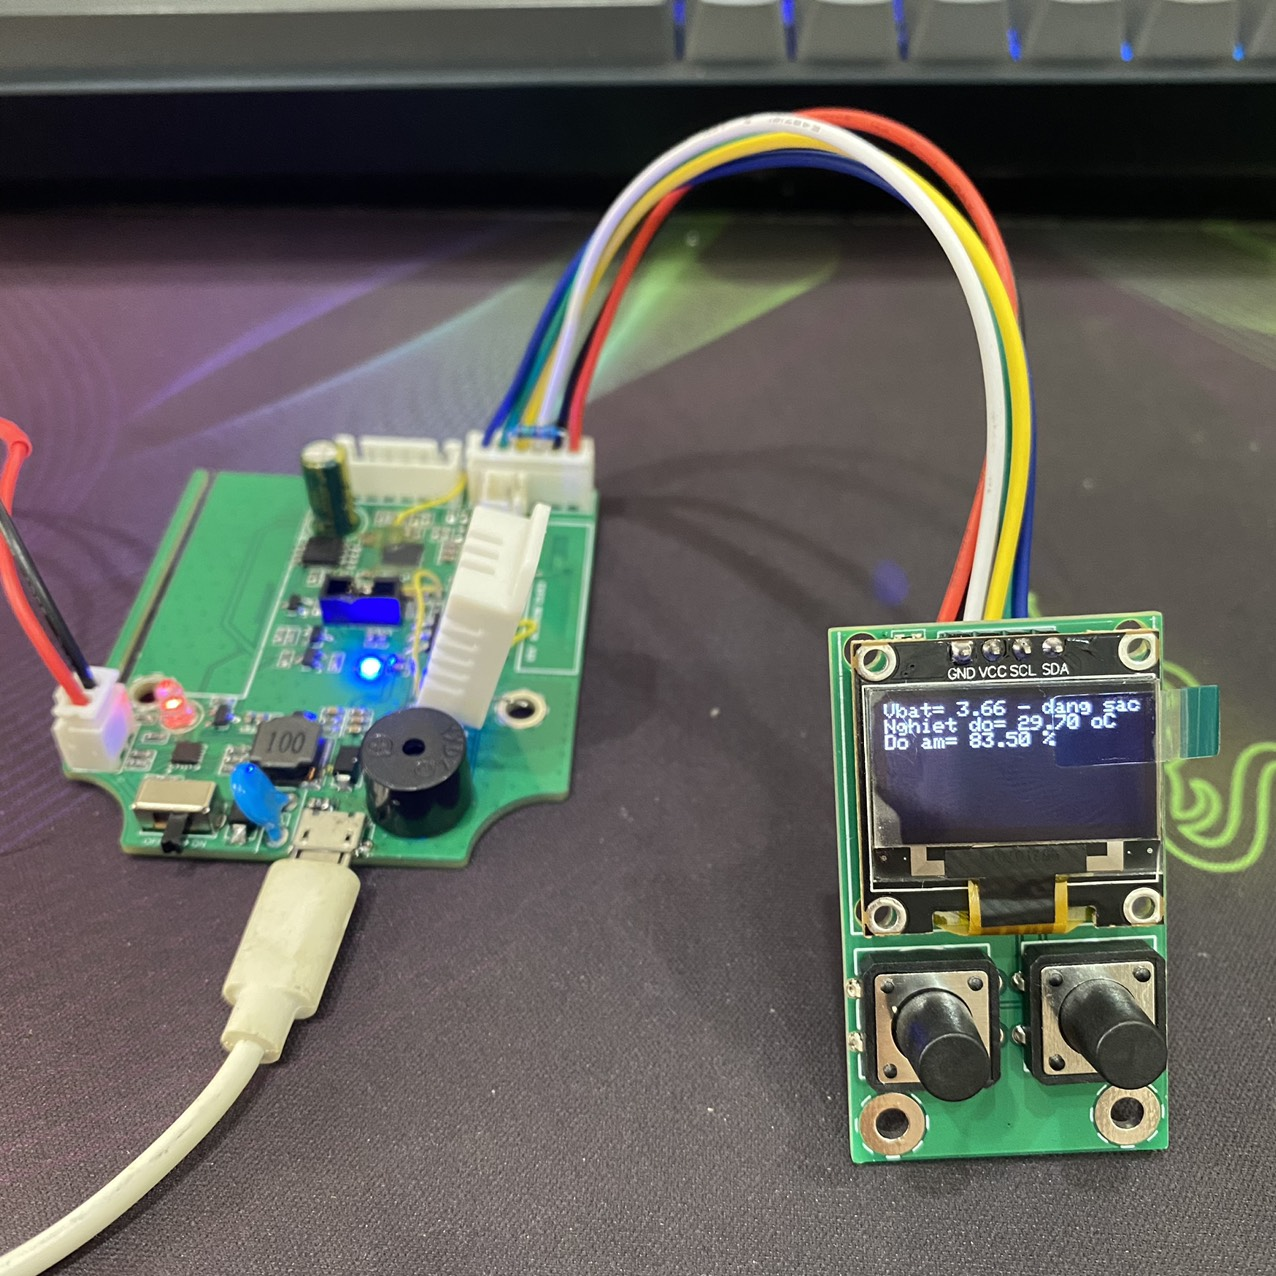 GND VCC SCL SDA
Vbat= 3.66 - dang sac
Nghiet do= 29.70 oC
Do am= 83.50 %
100